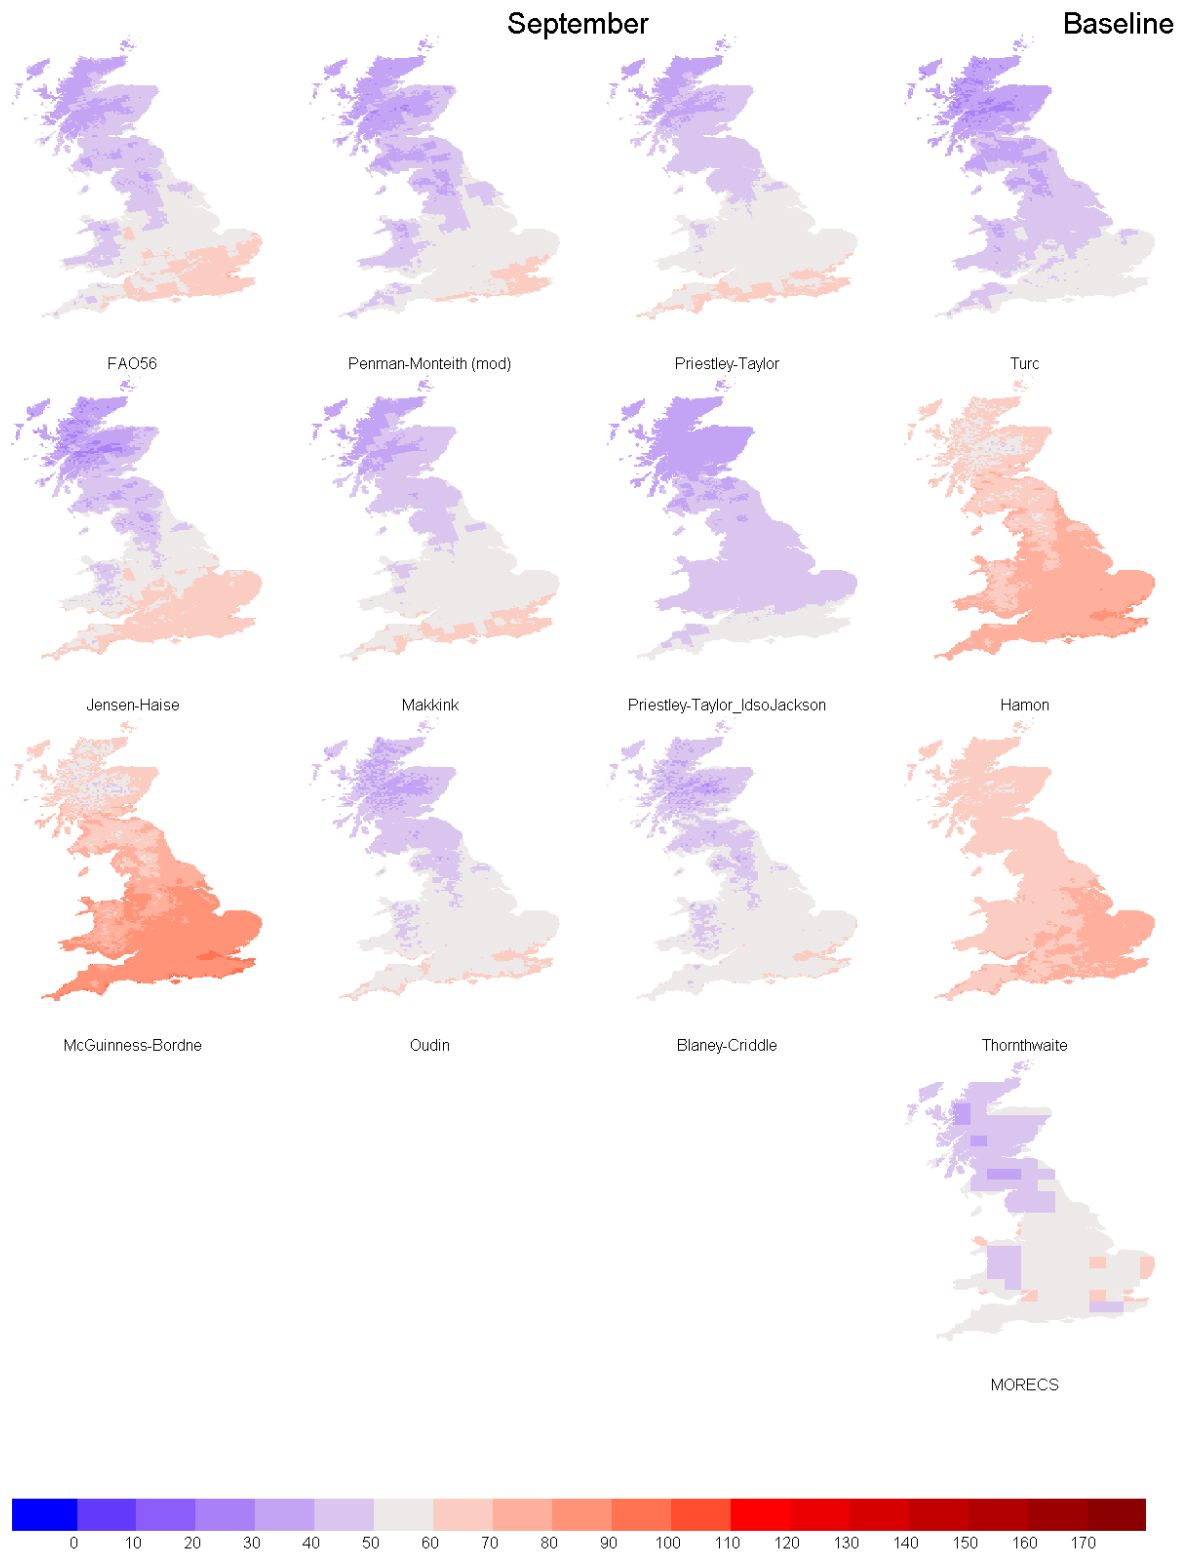 September Baseline
FAO56 Penman-Monteith (mod) Priestley-Taylor Turc
Jensen-Haise Makkink Priestley-Taylor_IdsoJackson Hamon
McGuinness-Bordne Oudin Blaney-Criddle Thornthwaite
MORECS
0 10 20 30 40 50 60 70 80 90 100 110 120 130 140 150 160 170